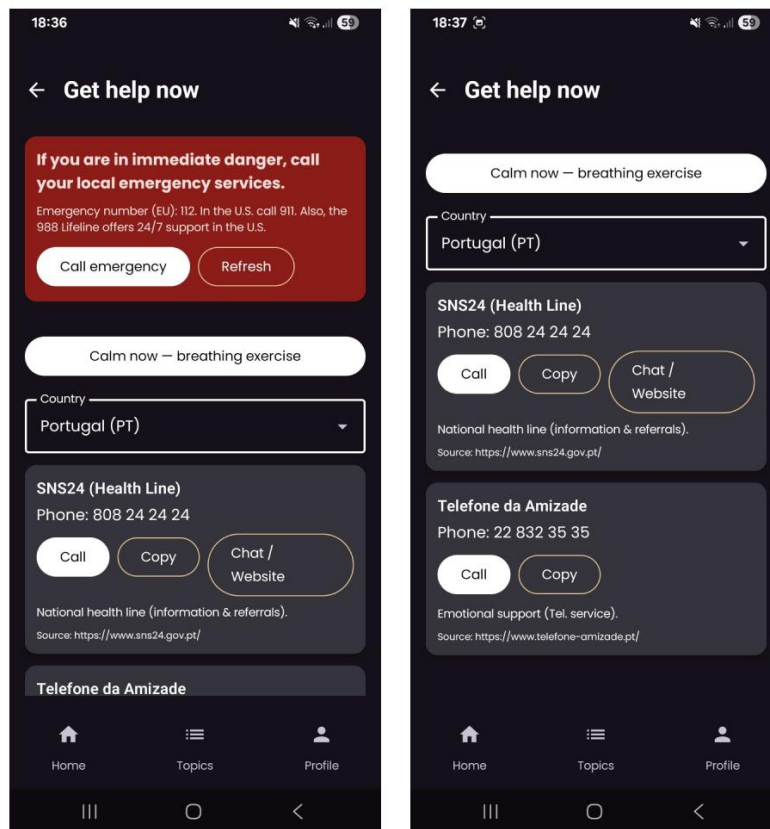 18:36
59
Get help now
If you are in immediate danger, call
your local emergency services.
Emergency number (EU): 112. In the U.S. call 911. Also, the
988 Lifeline offers 24/7 support in the U.S.
Call emergency
Refresh
Calm now — breathing exercise
Country
Portugal (PT)
SNS24 (Health Line)
Phone: 808 24 24 24
Call
Copy
Chat /
Website
National health line (information & referrals).
Source: https://www.sns24.gov.pt/
Telefone da Amizade
Home
Topics
Profile
18:37
59
Get help now
Calm now — breathing exercise
Country
Portugal (PT)
SNS24 (Health Line)
Phone: 808 24 24 24
Call
Copy
Chat /
Website
National health line (information & referrals).
Source: https://www.sns24.gov.pt/
Telefone da Amizade
Phone: 22 832 35 35
Call
Copy
Emotional support (Tel. service).
Source: https://www.telefone-amizade.pt/
Home
Topics
Profile